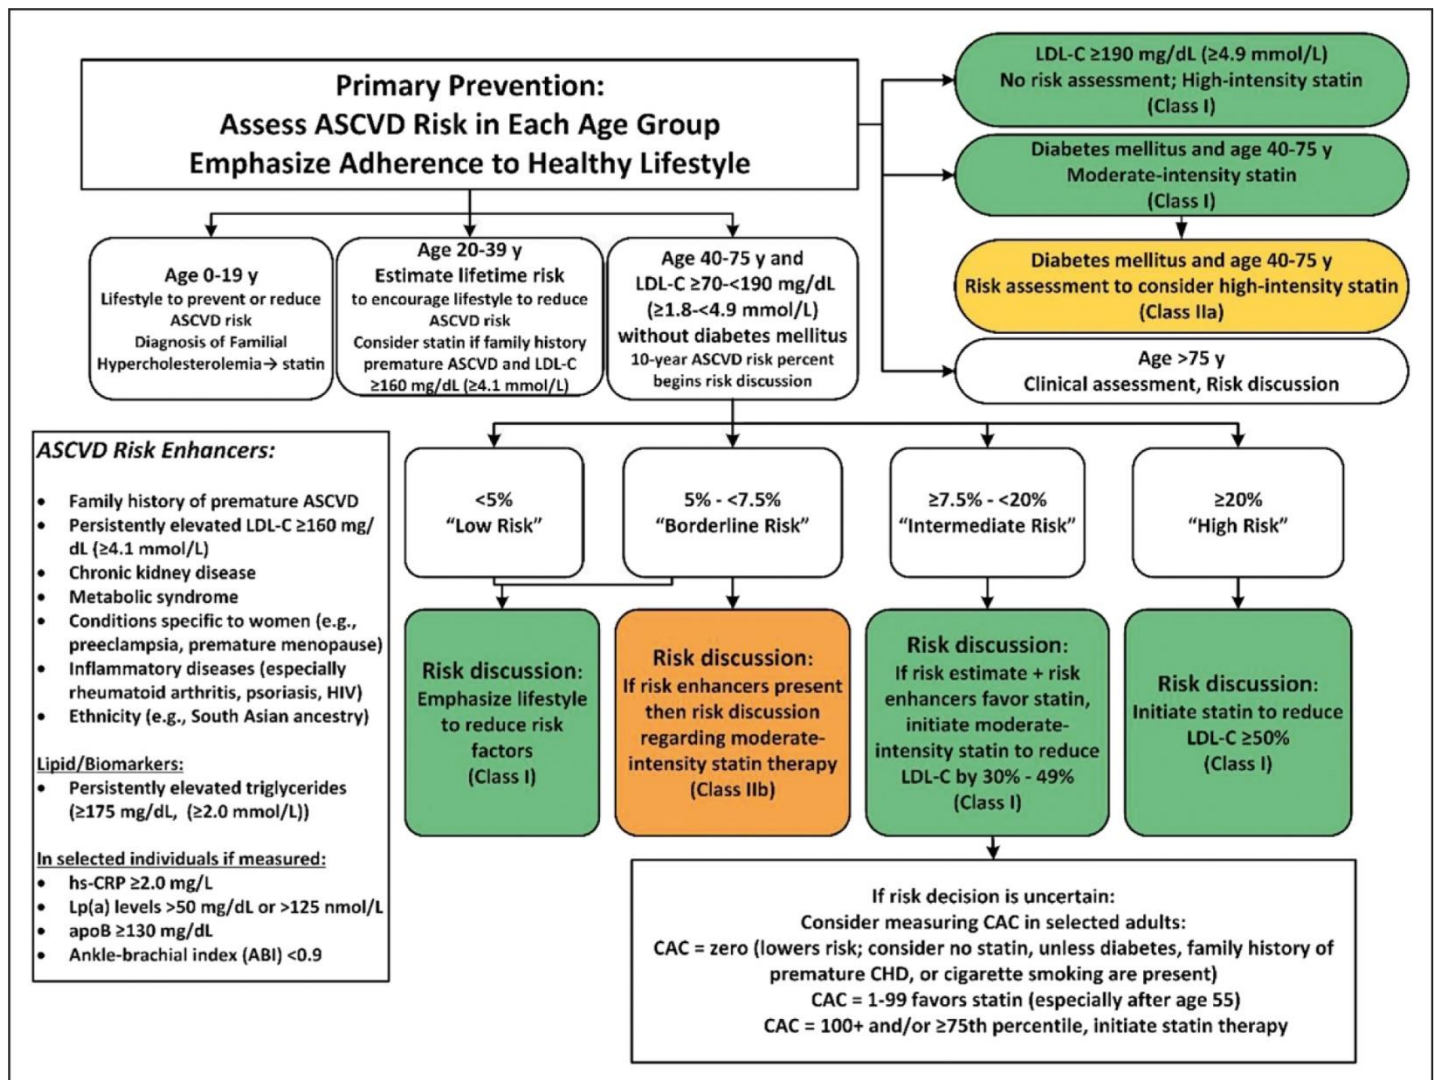 Primary Prevention:
Assess ASCVD Risk in Each Age Group
Emphasize Adherence to Healthy Lifestyle
LDL-C ≥190 mg/dL (≥4.9 mmol/L)
No risk assessment; High-intensity statin
(Class I)
Diabetes mellitus and age 40-75 y
Moderate-intensity statin
(Class I)
Diabetes mellitus and age 40-75 y
Risk assessment to consider high-intensity statin
(Class IIa)
Age >75 y
Clinical assessment, Risk discussion
Age 0-19 y
Lifestyle to prevent or reduce
ASCVD risk
Diagnosis of Familial
Hypercholesterolemia→ statin
Age 20-39 y
Estimate lifetime risk
to encourage lifestyle to reduce
ASCVD risk
Consider statin if family history
premature ASCVD and LDL-C
≥160 mg/dL (≥4.1 mmol/L)
Age 40-75 y and
LDL-C ≥70-<190 mg/dL
(≥1.8-<4.9 mmol/L)
without diabetes mellitus
10-year ASCVD risk percent
begins risk discussion
<5%
“Low Risk”
5% - <7.5%
“Borderline Risk”
≥7.5% - <20%
“Intermediate Risk”
≥20%
“High Risk”
Risk discussion:
Emphasize lifestyle
to reduce risk
factors
(Class I)
Risk discussion:
If risk enhancers present
then risk discussion
regarding moderate-
intensity statin therapy
(Class IIb)
Risk discussion:
If risk estimate + risk
enhancers favor statin,
initiate moderate-
intensity statin to reduce
LDL-C by 30% - 49%
(Class I)
Risk discussion:
Initiate statin to reduce
LDL-C ≥50%
(Class I)
If risk decision is uncertain:
Consider measuring CAC in selected adults:
CAC = zero (lowers risk; consider no statin, unless diabetes, family history of
premature CHD, or cigarette smoking are present)
CAC = 1-99 favors statin (especially after age 55)
CAC = 100+ and/or ≥75th percentile, initiate statin therapy
ASCVD Risk Enhancers:
• Family history of premature ASCVD
• Persistently elevated LDL-C ≥160 mg/
dL (≥4.1 mmol/L)
• Chronic kidney disease
• Metabolic syndrome
• Conditions specific to women (e.g.,
preeclampsia, premature menopause)
• Inflammatory diseases (especially
rheumatoid arthritis, psoriasis, HIV)
• Ethnicity (e.g., South Asian ancestry)
Lipid/Biomarkers:
• Persistently elevated triglycerides
(≥175 mg/dL, (≥2.0 mmol/L))
In selected individuals if measured:
• hs-CRP ≥2.0 mg/L
• Lp(a) levels >50 mg/dL or >125 nmol/L
• apoB ≥130 mg/dL
• Ankle-brachial index (ABI) <0.9